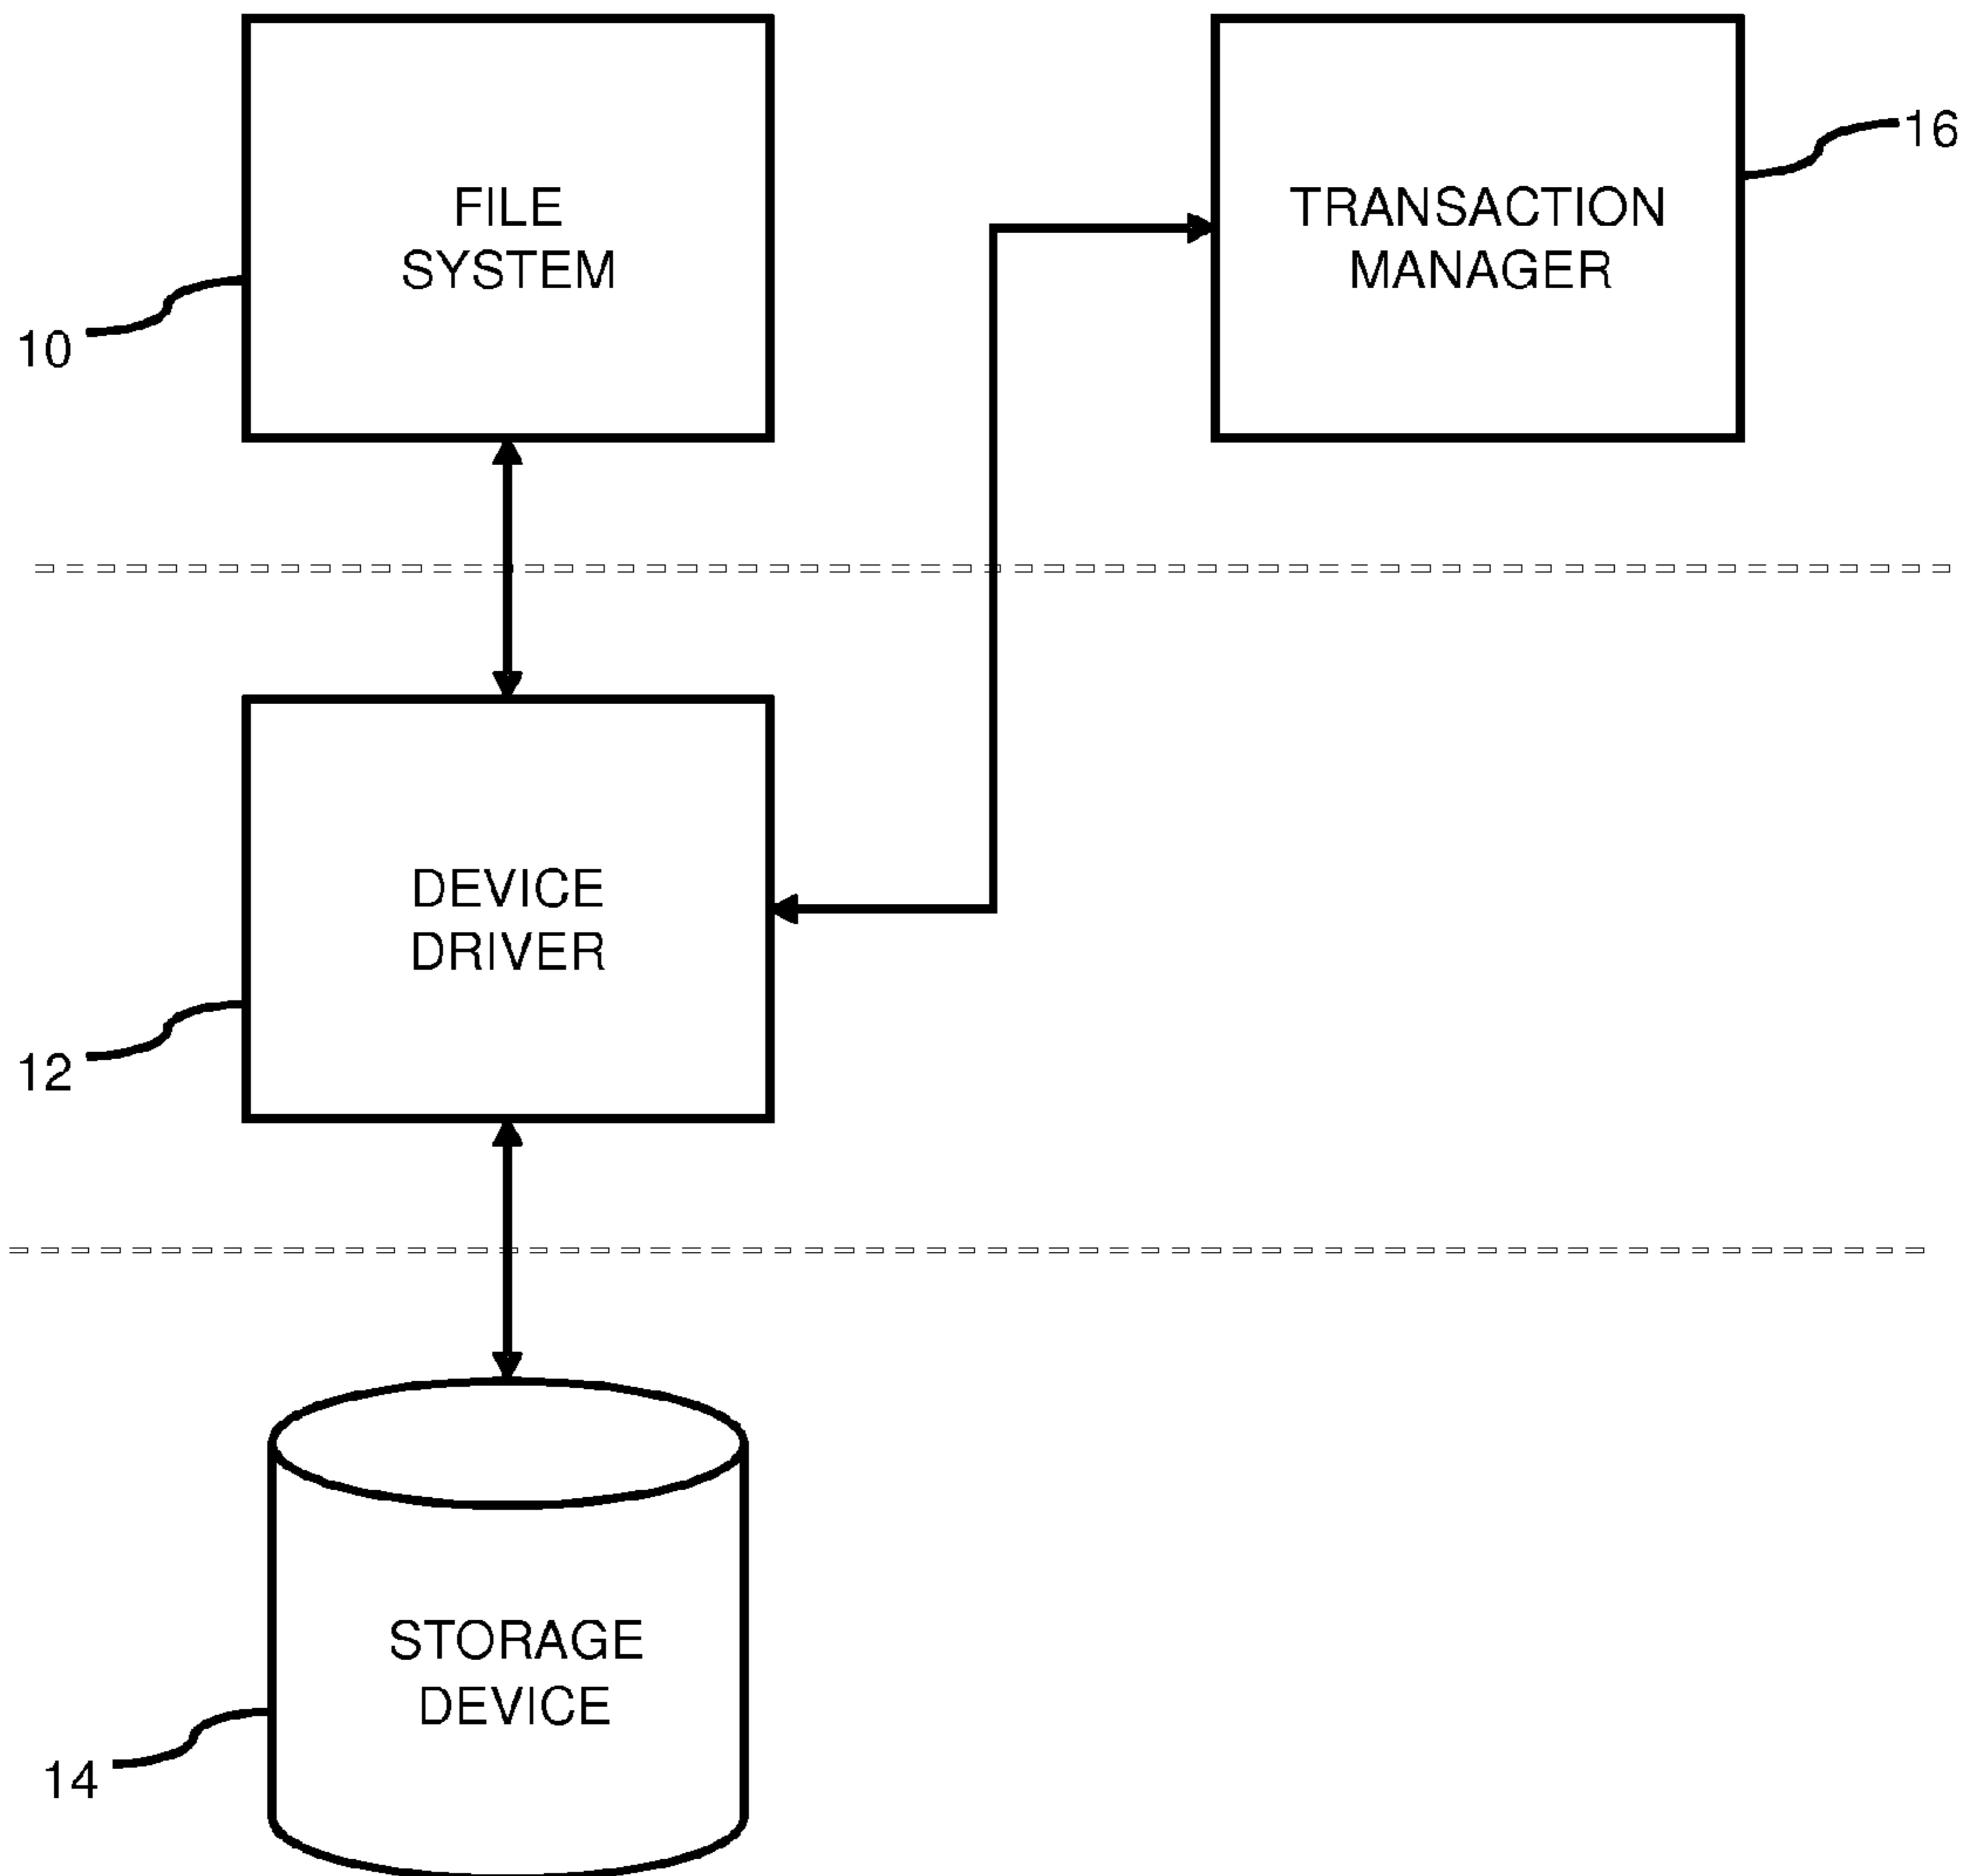 FILE
SYSTEM
10
TRANSACTION
MANAGER
16
DEVICE
DRIVER
12
STORAGE
DEVICE
14